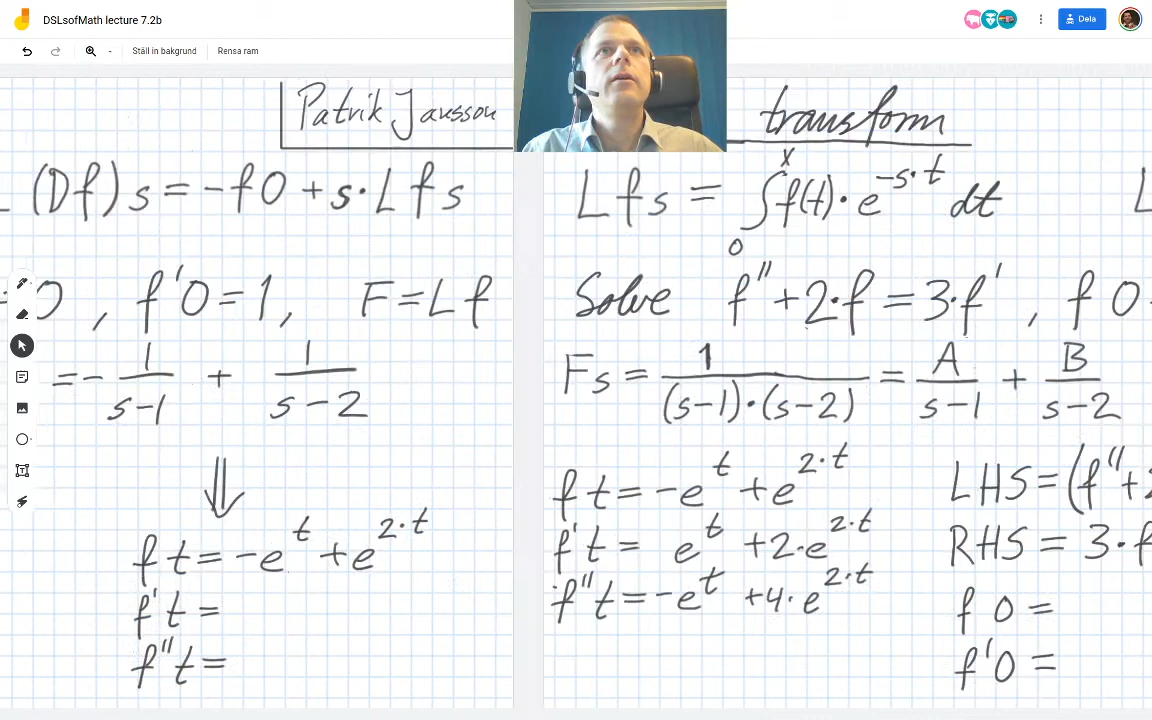 DSLsofMath lecture 7.2b
Dela
Ställ in bakgrund
Rensa ram
Patrik Jansson
(Df) s = -f 0 + s·L f s
0, f'0 = 1, F = L f
= - 1/(s-1) + 1/(s-2)
⇓
f t = -e^t + e^{2·t}
f't =
f''t =
transform
L f s = ∫_0^x f(t)·e^{-s·t} dt L
Solve f'' + 2·f = 3·f', f 0
F s = 1/((s-1)·(s-2)) = A/(s-1) + B/(s-2)
f t = -e^t + e^{2·t}
f't = e^t + 2·e^{2·t}
f''t = -e^t + 4·e^{2·t}
LHS = (f'' + 2
RHS = 3·f
f 0 =
f'0 =